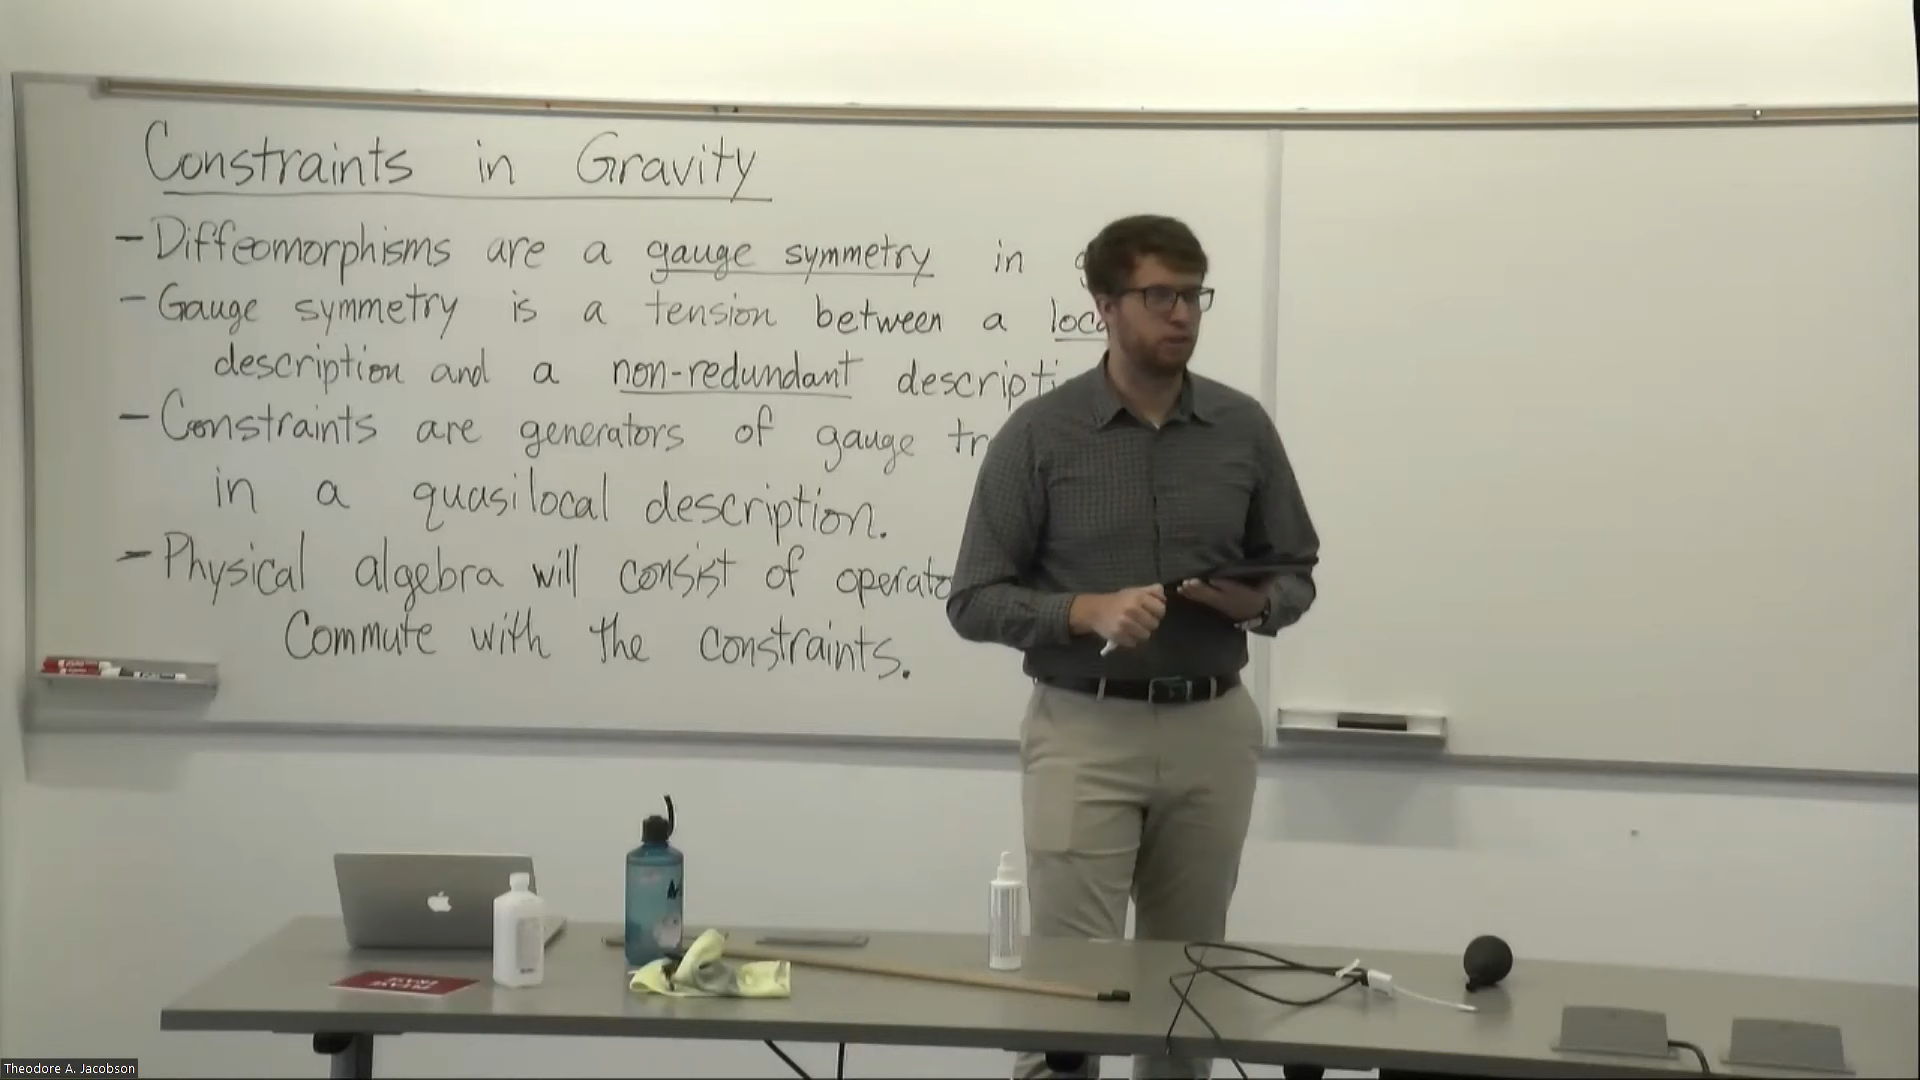 Constraints in Gravity
- Diffeomorphisms are a gauge symmetry in
- Gauge symmetry is a tension between a
description and a non-redundant
- Constraints are generators of gauge
in a quasilocal description.
- Physical algebra will consist of
Commute with the constraints.
Theodore A. Jacobson